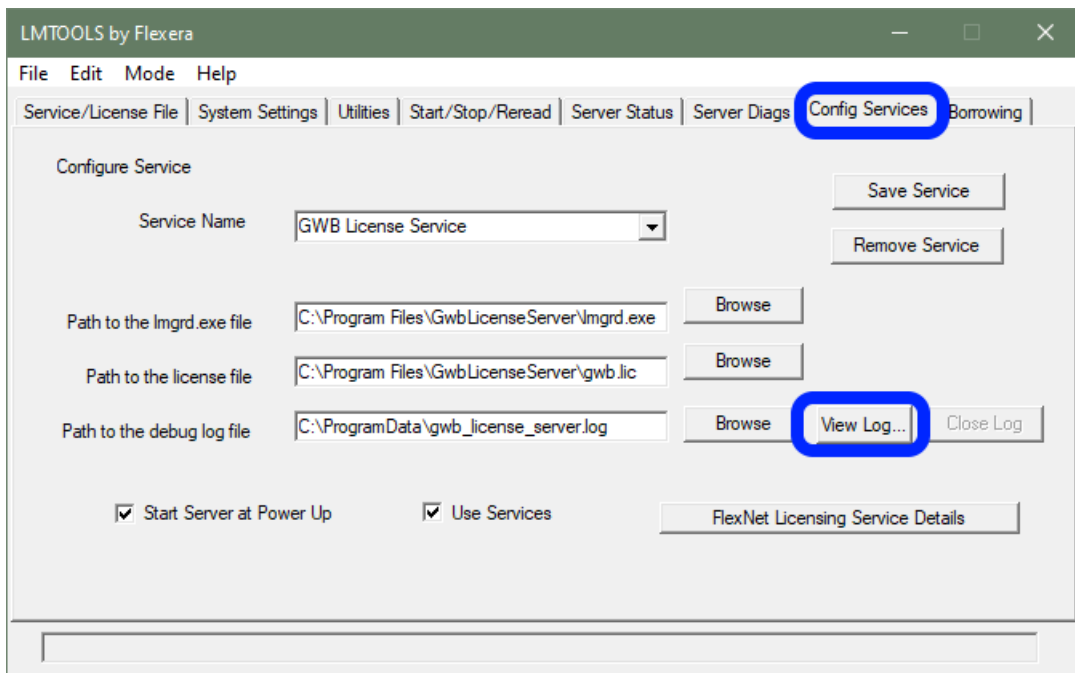 LMTOOLS by Flexera
File Edit Mode Help
Service/License File System Settings Utilities Start/Stop/Reread Server Status Server Diags Config Services Borrowing
Configure Service
Save Service
Service Name GWB License Service
Remove Service
Path to the lmgrd.exe file C:\Program Files\GwbLicenseServer\lmgrd.exe Browse
Path to the license file C:\Program Files\GwbLicenseServer\gwb.lic Browse
Path to the debug log file C:\ProgramData\gwb_license_server.log Browse View Log... Close Log
Start Server at Power Up Use Services FlexNet Licensing Service Details